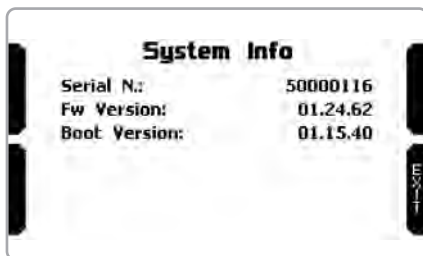 System Info
Serial N.: 50000116
Fw Version: 01.24.62
Boot Version: 01.15.40
EXIT